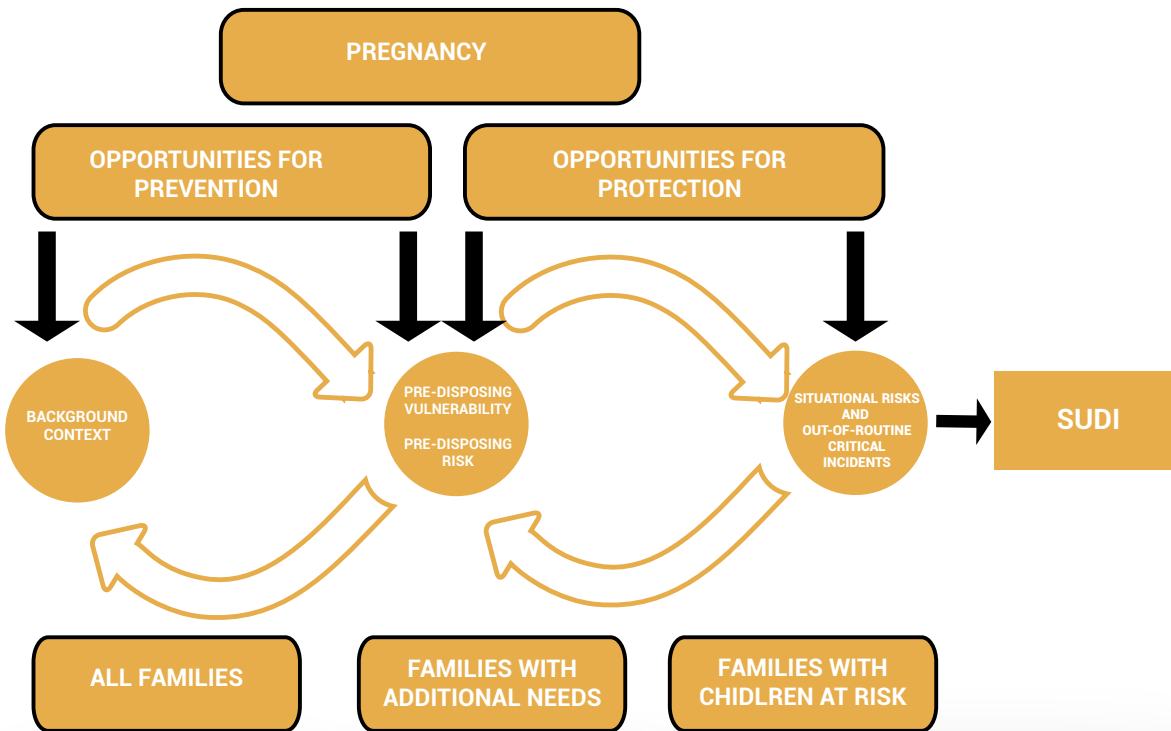 PREGNANCY
OPPORTUNITIES FOR
PREVENTION
OPPORTUNITIES FOR
PROTECTION
BACKGROUND
CONTEXT
PRE-DISPOSING
VULNERABILITY
PRE-DISPOSING
RISK
SITUATIONAL RISKS
AND
OUT-OF-ROUTINE
CRITICAL
INCIDENTS
SUDI
ALL FAMILIES
FAMILIES WITH
ADDITIONAL NEEDS
FAMILIES WITH
CHIDLREN AT RISK